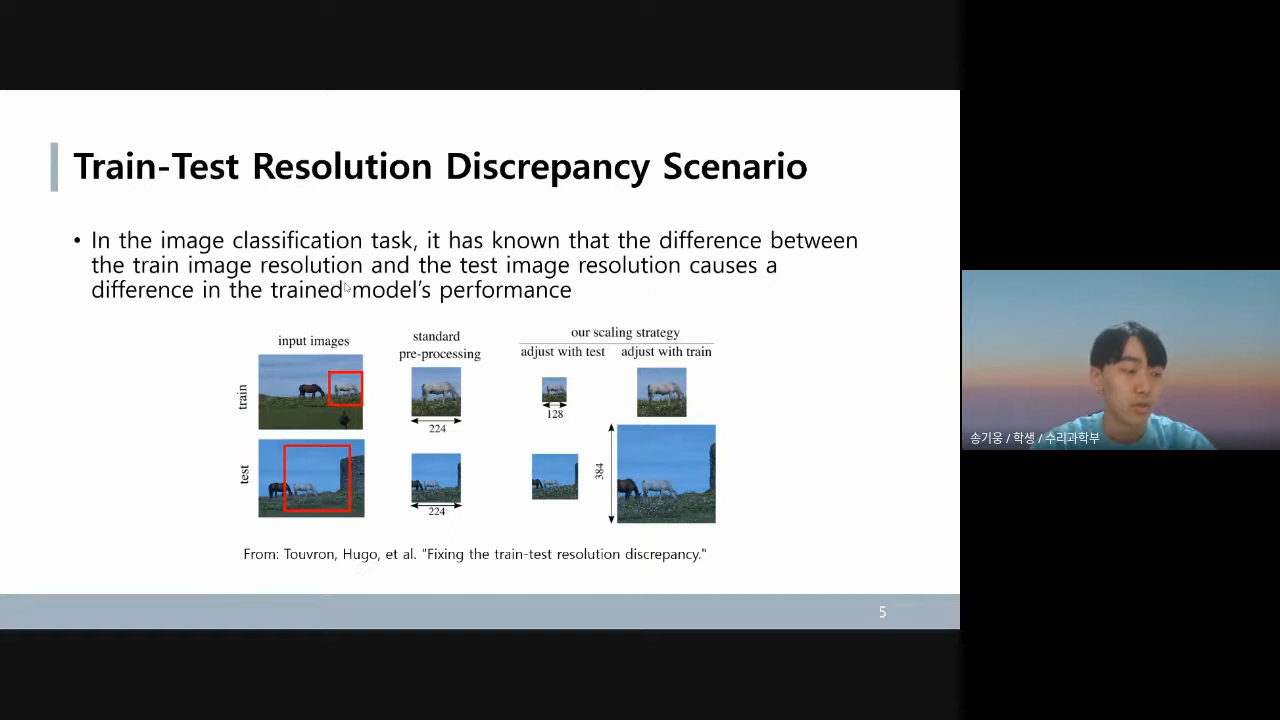 Train-Test Resolution Discrepancy Scenario
• In the image classification task, it has known that the difference between
the train image resolution and the test image resolution causes a
difference in the trained model's performance
input images
standard
pre-processing
our scaling strategy
adjust with test
adjust with train
train
224
128
test
224
384
From: Touvron, Hugo, et al. "Fixing the train-test resolution discrepancy."
5
송기웅 / 학생 / 수리과학부